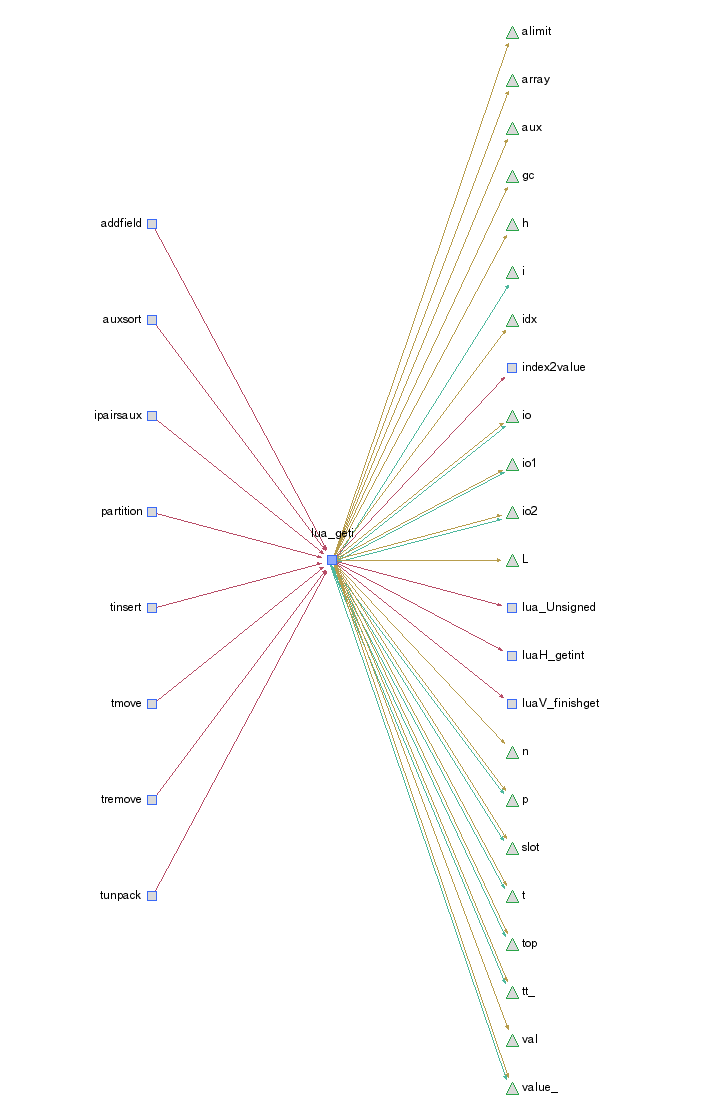 addfield
auxsort
ipairsaux
partition
tinsert
tmove
tremove
tunpack
lua_geti
alimit
array
aux
gc
h
i
idx
index2value
io
io1
io2
L
lua_Unsigned
luaH_getint
luaV_finishget
n
p
slot
t
top
tt_
val
value_